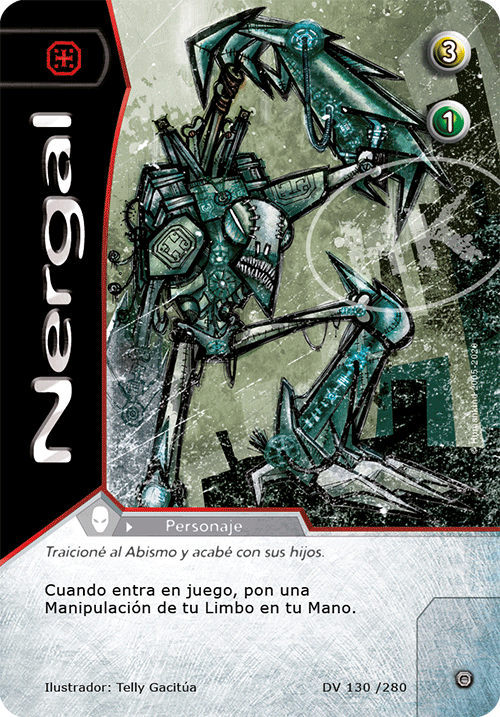 Nergal
3
1
HK
Personaje
Traicioné al Abismo y acabé con sus hijos.
Cuando entra en juego, pon una
Manipulación de tu Limbo en tu Mano.
Ilustrador: Telly Gacitúa
DV 130 /280